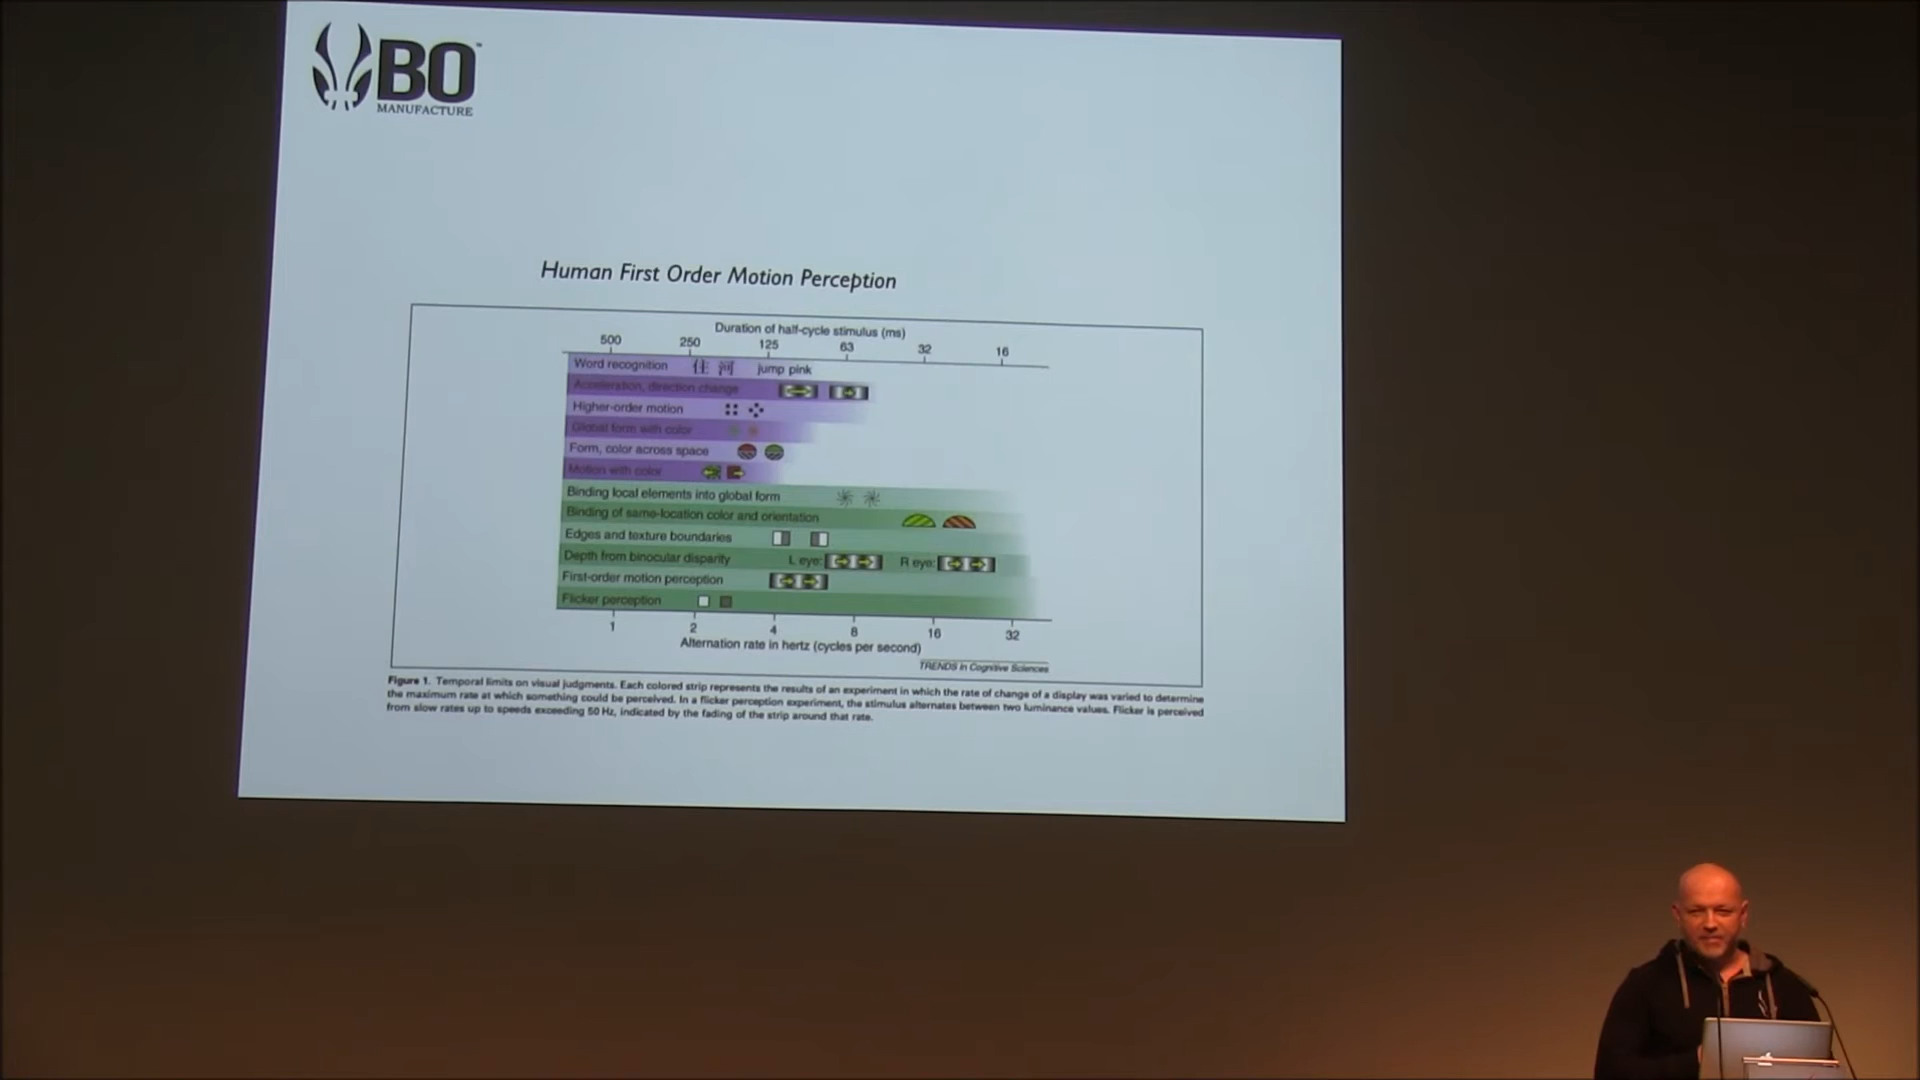 BO™
MANUFACTURE
Human First Order Motion Perception
Duration of half-cycle stimulus (ms)
500 250 125 63 32 16
Word recognition 佳 河 jump pink
Acceleration, direction change
Higher-order motion
Global form with color
Form, color across space
Motion with color
Binding local elements into global form
Binding of same-location color and orientation
Edges and texture boundaries
Depth from binocular disparity L eye: R eye:
First-order motion perception
Flicker perception
1 2 4 8 16 32
Alternation rate in hertz (cycles per second)
TRENDS in Cognitive Sciences
Figure 1. Temporal limits on visual judgments. Each colored strip represents the results of an experiment in which the rate of change of a display was varied to determine
the maximum rate at which something could be perceived. In a flicker perception experiment, the stimulus alternates between two luminance values. Flicker is perceived
from slow rates up to speeds exceeding 50 Hz, indicated by the fading of the strip around that rate.